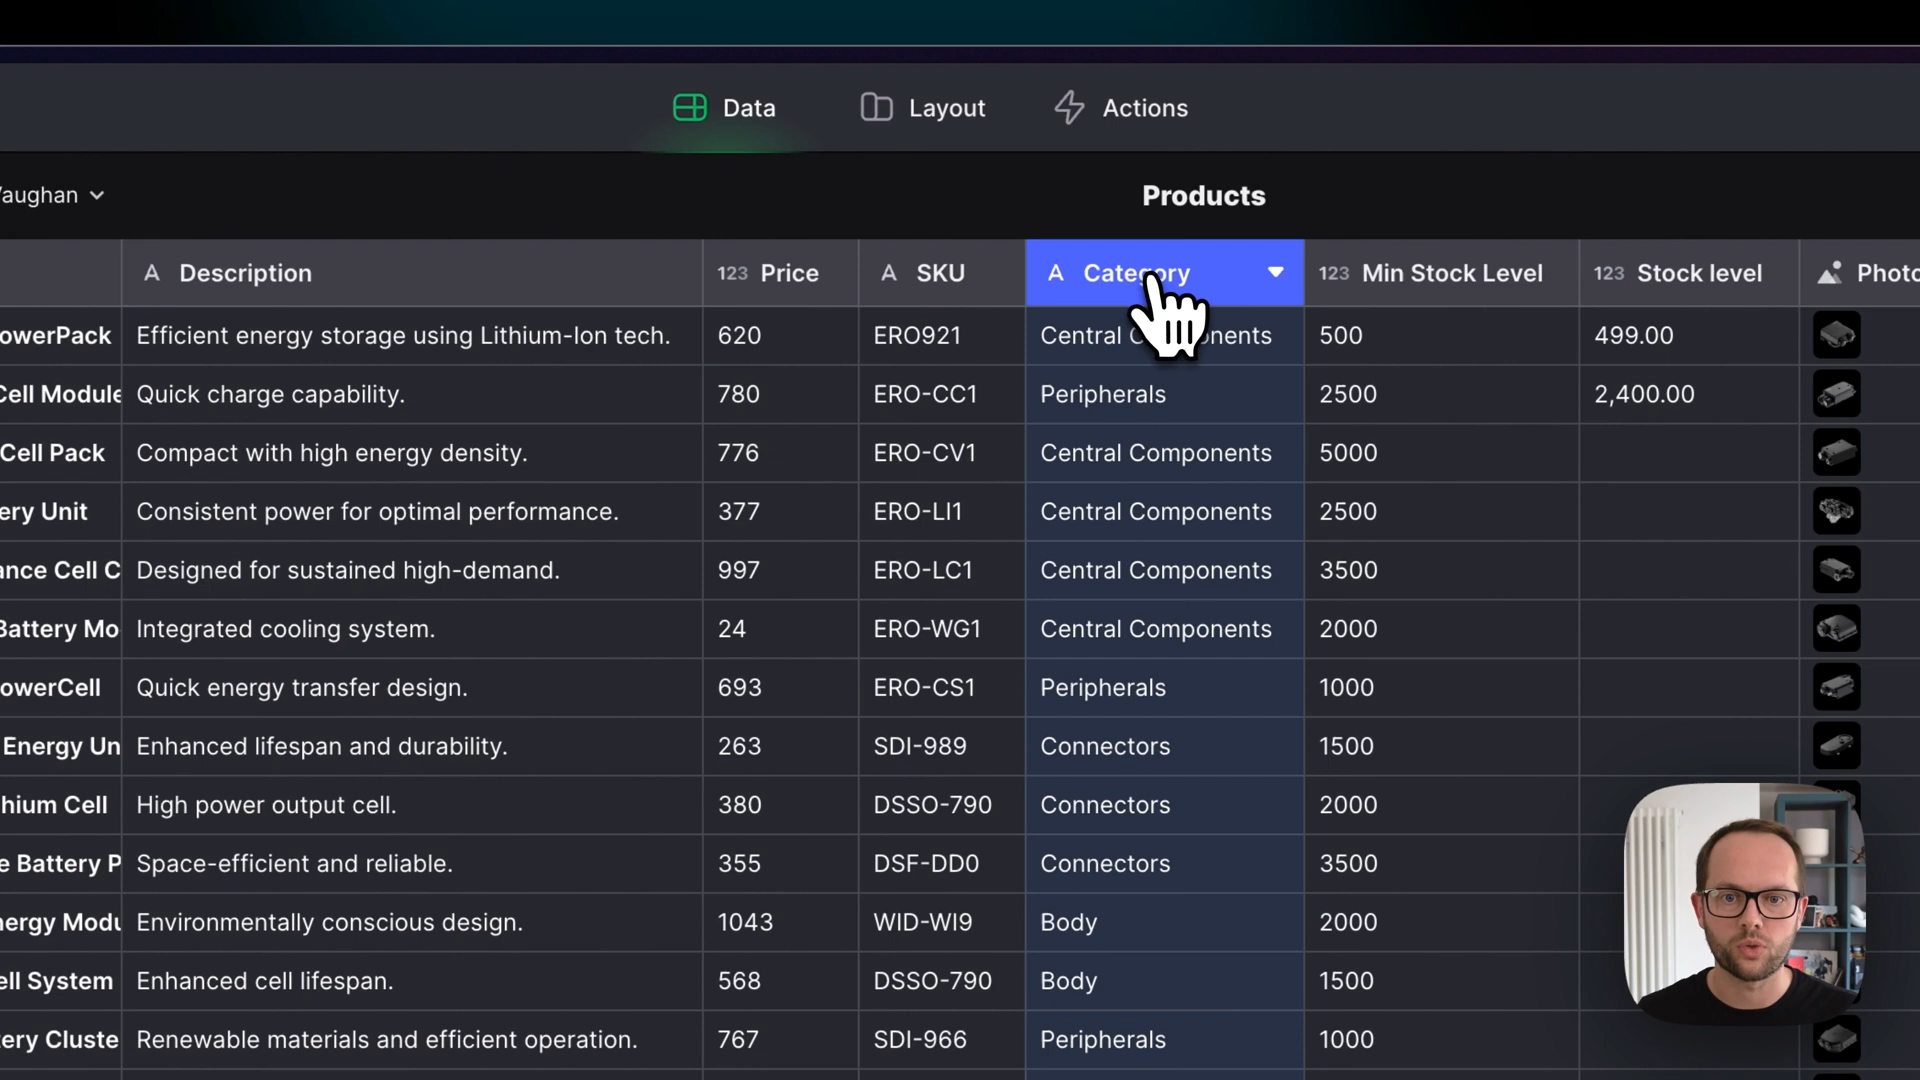 Data Layout Actions
Vaughan Products
A Description 123 Price A SKU A Category 123 Min Stock Level 123 Stock level Photo
owerPack Efficient energy storage using Lithium-Ion tech. 620 ERO921 Central Components 500 499.00
Cell Module Quick charge capability. 780 ERO-CC1 Peripherals 2500 2,400.00
Cell Pack Compact with high energy density. 776 ERO-CV1 Central Components 5000
ery Unit Consistent power for optimal performance. 377 ERO-LI1 Central Components 2500
ance Cell C Designed for sustained high-demand. 997 ERO-LC1 Central Components 3500
Battery Mo Integrated cooling system. 24 ERO-WG1 Central Components 2000
owerCell Quick energy transfer design. 693 ERO-CS1 Peripherals 1000
Energy Un Enhanced lifespan and durability. 263 SDI-989 Connectors 1500
hium Cell High power output cell. 380 DSSO-790 Connectors 2000
e Battery P Space-efficient and reliable. 355 DSF-DD0 Connectors 3500
nergy Modu Environmentally conscious design. 1043 WID-WI9 Body 2000
ell System Enhanced cell lifespan. 568 DSSO-790 Body 1500
tery Cluste Renewable materials and efficient operation. 767 SDI-966 Peripherals 1000